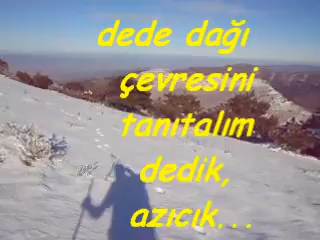 dede dağı
çevresini
tanıtalım
dedik,
azıcık...